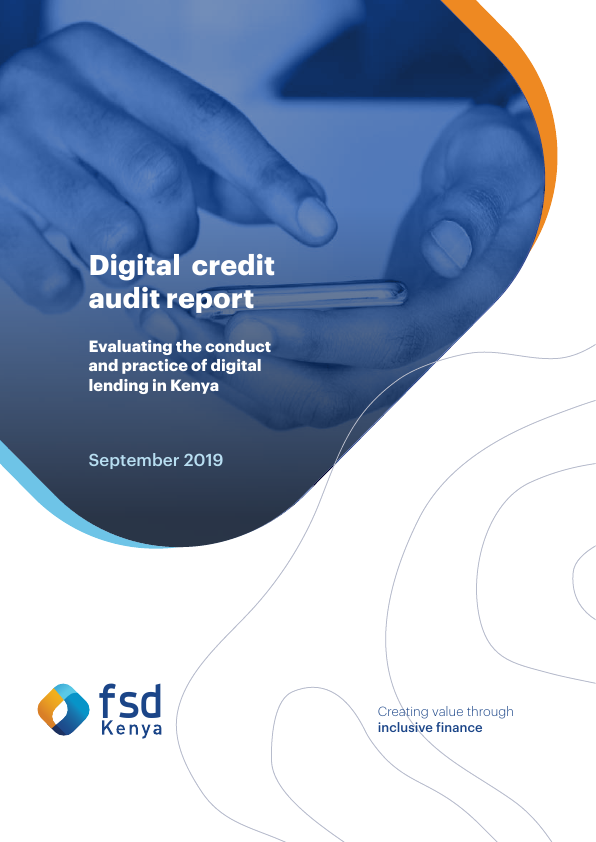 Digital credit
audit report
Evaluating the conduct
and practice of digital
lending in Kenya
September 2019
fsd
Kenya
Creating value through
inclusive finance